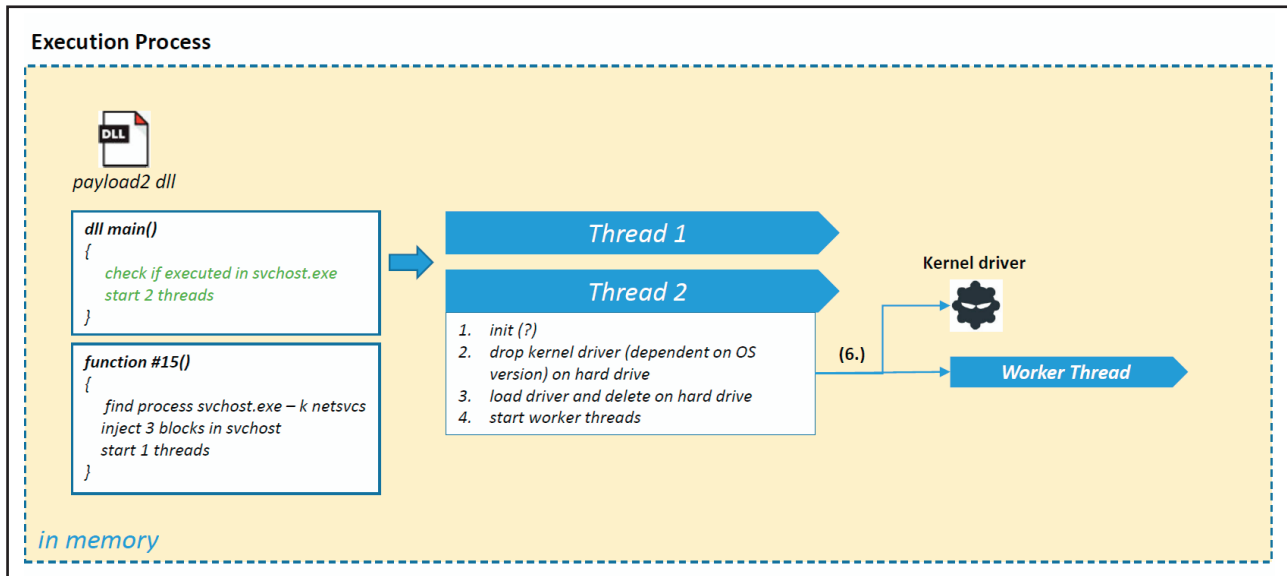 Execution Process
DLL
payload2 dll
dll main()
{
check if executed in svchost.exe
start 2 threads
}
function #15()
{
find process svchost.exe – k netsvcs
inject 3 blocks in svchost
start 1 threads
}
Thread 1
Thread 2
1. init (?)
2. drop kernel driver (dependent on OS
version) on hard drive
3. load driver and delete on hard drive
4. start worker threads
(6.)
Kernel driver
Worker Thread
in memory